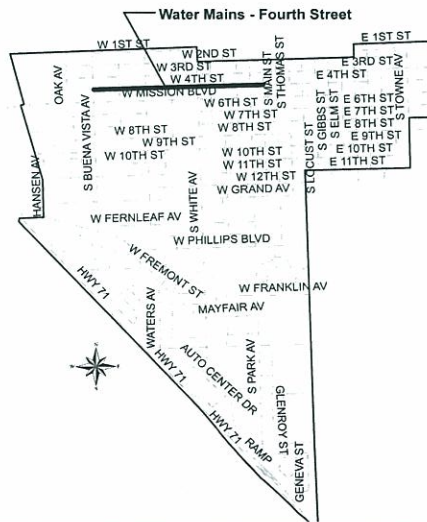 Water Mains - Fourth Street
E 1ST ST
W 1ST ST
W 2ND ST
W 3RD ST
E 3RD ST
W 4TH ST
E 4TH ST
W MISSION BLVD
S MAIN ST
S THOMAS ST
S TOWNE AV
OAK AV
S BUENA VISTA AV
W 6TH ST
W 7TH ST
W 8TH ST
S GIBBS ST
S ELM ST
E 6TH ST
E 7TH ST
E 8TH ST
E 9TH ST
E 10TH ST
E 11TH ST
W 8TH ST
W 9TH ST
W 10TH ST
W 10TH ST
W 11TH ST
W 12TH ST
W GRAND AV
S LOCUST ST
HANSEN AV
S WHITE AV
W FERNLEAF AV
W PHILLIPS BLVD
W FREMONT ST
HWY 71
W FRANKLIN AV
MAYFAIR AV
WATERS AV
HWY 71
AUTO CENTER DR
S PARK AV
HWY 71
RAMP
GLENROY ST
GENEVA ST